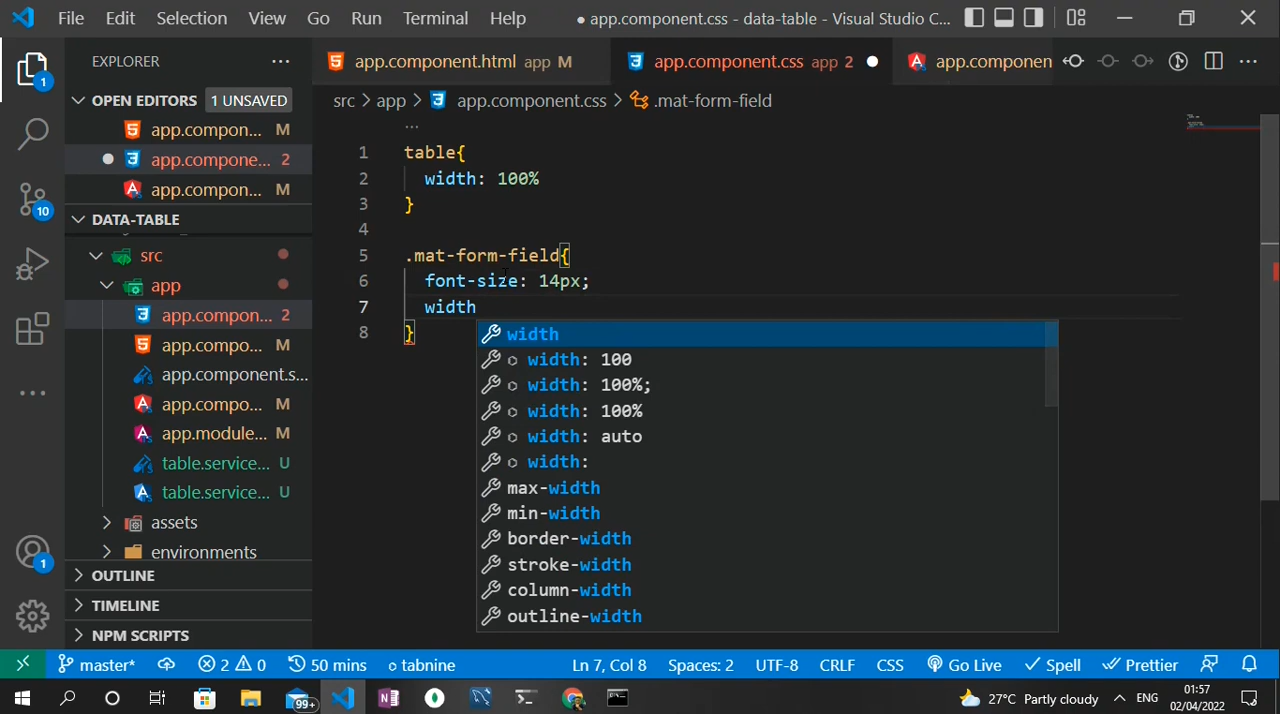 File Edit Selection View Go Run Terminal Help ● app.component.css - data-table - Visual Studio C...
EXPLORER ...
app.component.html app M
app.component.css app 2
app.componen
1
OPEN EDITORS 1 UNSAVED
src > app > app.component.css > .mat-form-field
...
app.compon... M
app.compone... 2
app.compon... M
DATA-TABLE
10
src
app
app.compon... 2
app.compo... M
app.component.s...
app.compo... M
app.module... M
table.service... U
table.service... U
assets
environments
OUTLINE
TIMELINE
NPM SCRIPTS
1
...
1 table{
2 width: 100%
3 }
4
5 .mat-form-field{
6 font-size: 14px;
7 width
8 }
width
width: 100
width: 100%;
width: 100%
width: auto
width:
max-width
min-width
border-width
stroke-width
column-width
outline-width
master* 2 0 50 mins tabnine Ln 7, Col 8 Spaces: 2 UTF-8 CRLF CSS Go Live Spell Prettier
99+ 27°C Partly cloudy ENG 01:57
02/04/2022